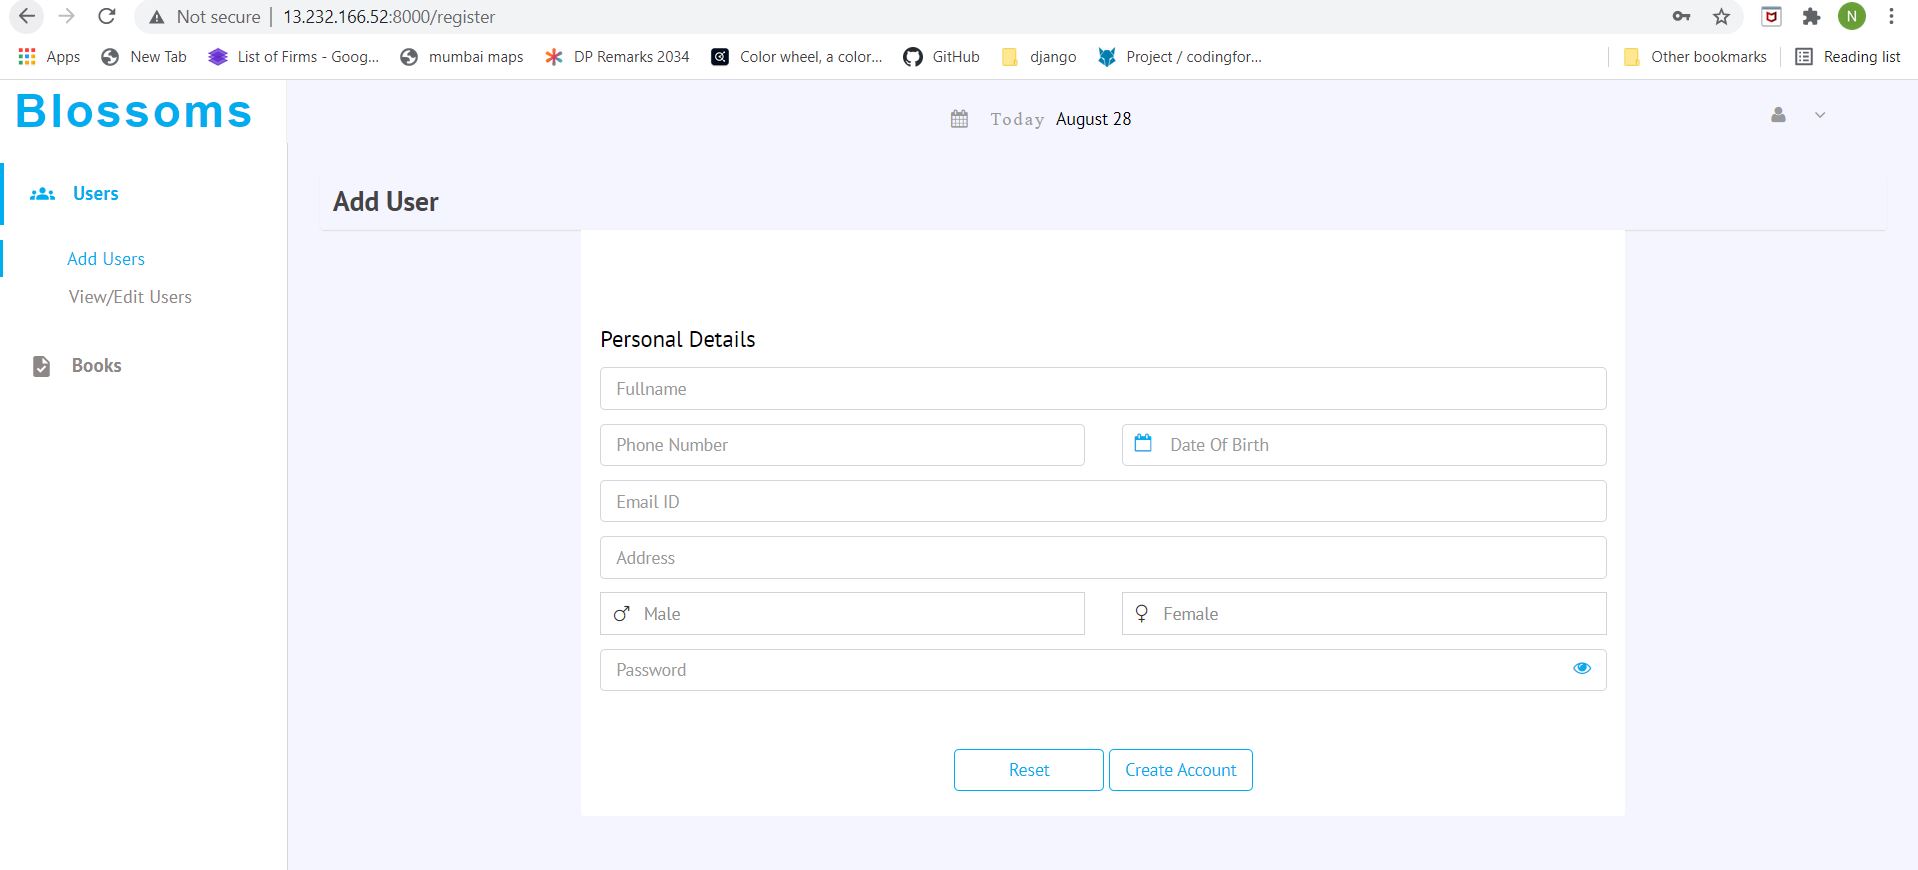 Not secure | 13.232.166.52:8000/register
N
Apps New Tab List of Firms - Goog... mumbai maps DP Remarks 2034 Color wheel, a color... GitHub django Project / codingfor... Other bookmarks Reading list
Blossoms
Today August 28
Users
Add User
Add Users
View/Edit Users
Books
Personal Details
Fullname
Phone Number Date Of Birth
Email ID
Address
Male Female
Password
Reset Create Account